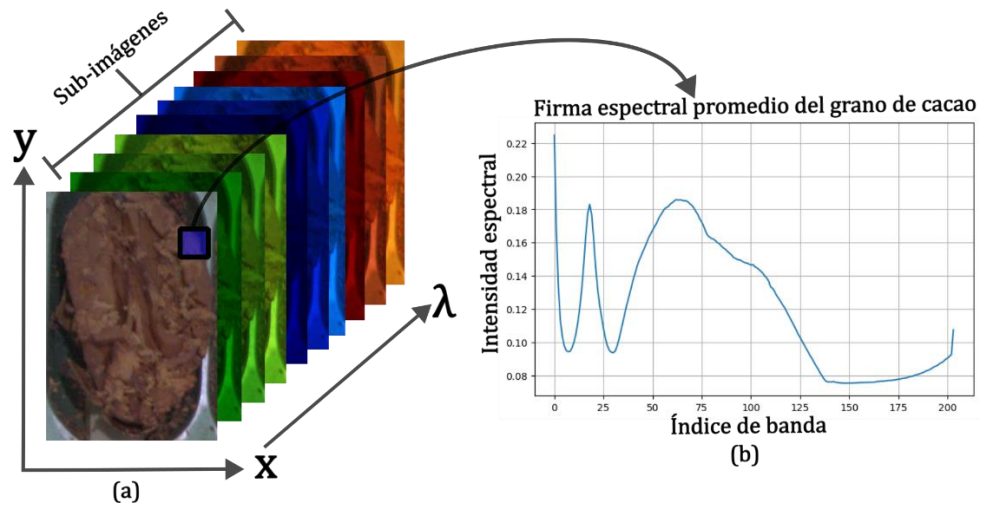 Sub-imágenes
y
λ
x
(a)
Firma espectral promedio del grano de cacao
Intensidad espectral
0.22
0.20
0.18
0.16
0.14
0.12
0.10
0.08
0
25
50
75
100
125
150
175
200
Índice de banda
(b)